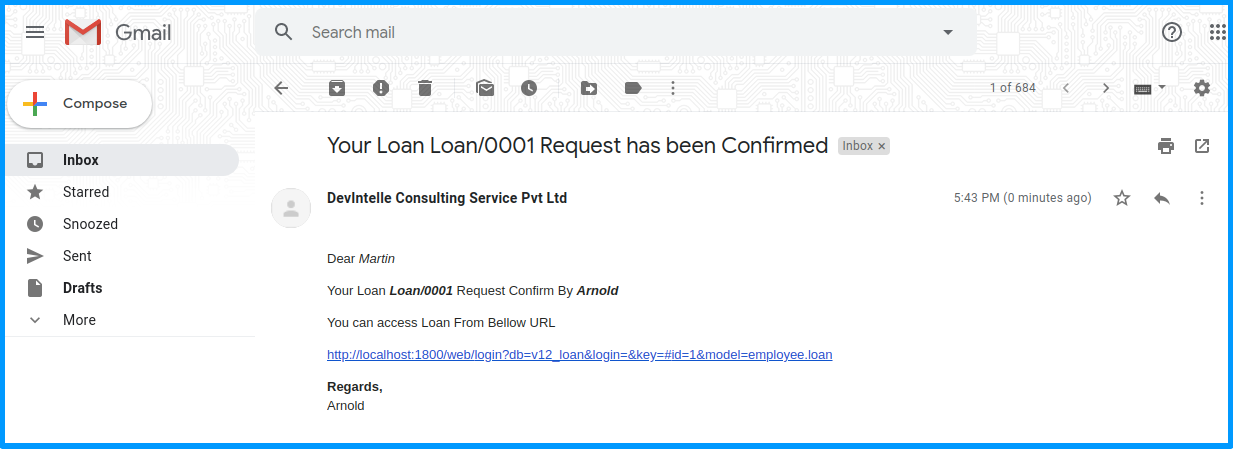 Gmail
Search mail
Compose
1 of 684
Inbox
Starred
Snoozed
Sent
Drafts
More
Your Loan Loan/0001 Request has been Confirmed Inbox ×
DevIntelle Consulting Service Pvt Ltd 5:43 PM (0 minutes ago)
Dear Martin
Your Loan Loan/0001 Request Confirm By Arnold
You can access Loan From Bellow URL
http://localhost:1800/web/login?db=v12_loan&login=&key=#id=1&model=employee.loan
Regards,
Arnold